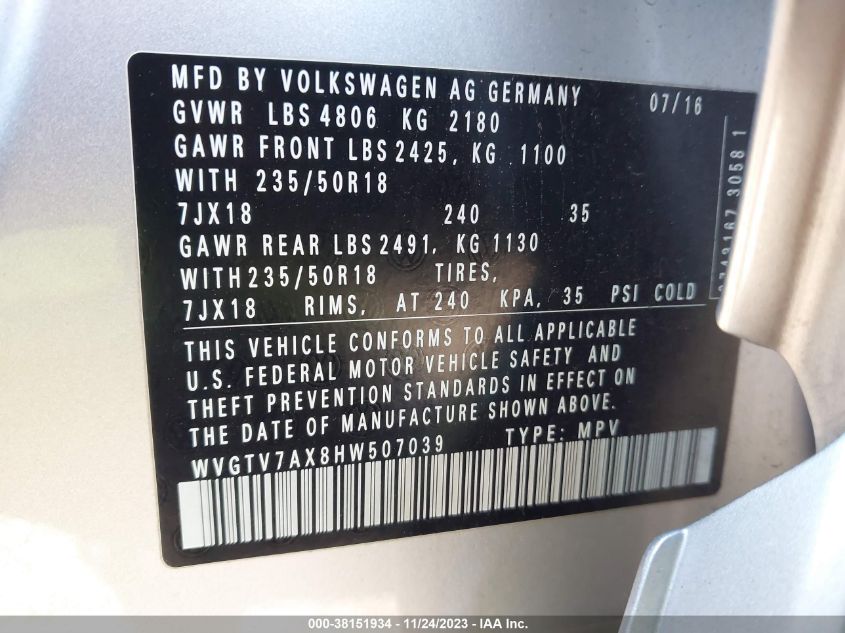 MFD BY VOLKSWAGEN AG GERMANY 07/16
GVWR LBS 4806 KG 2180
GAWR FRONT LBS 2425, KG 1100
WITH 235/50R18
7JX18 240 35
GAWR REAR LBS 2491, KG 1130
WITH 235/50R18 TIRES,
7JX18 RIMS, AT 240 KPA, 35 PSI COLD
THIS VEHICLE CONFORMS TO ALL APPLICABLE
U.S. FEDERAL MOTOR VEHICLE SAFETY AND
THEFT PREVENTION STANDARDS IN EFFECT ON
THE DATE OF MANUFACTURE SHOWN ABOVE.
WVGTV7AX8HW507039 TYPE: MPV
3058 1
000-38151934 - 11/24/2023 - © IAA, Inc.